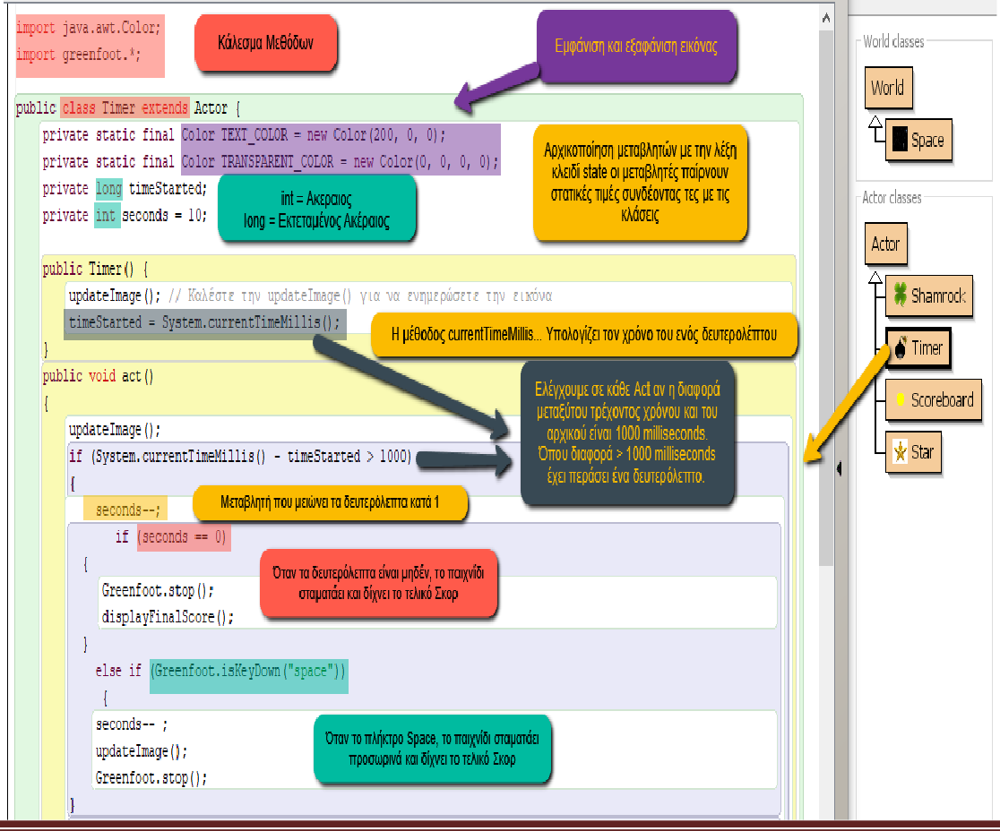 import java.awt.Color;
import greenfoot.*;
Κάλεσμα Μεθόδων
Εμφάνιση και εξαφάνιση εικόνας
public class Timer extends Actor {
private static final Color TEXT_COLOR = new Color(200, 0, 0);
private static final Color TRANSPARENT_COLOR = new Color(0, 0, 0, 0);
private long timeStarted;
private int seconds = 10;
int = Ακεραιος
long = Εκτεταμένος Ακέραιος
Αρχικοποίηση μεταβλητών με την λέξη
κλειδί state οι μεταβλητές παίρνουν
στατικές τιμές συνδέοντας τες με τις
κλάσεις
public Timer() {
updateImage(); // Καλέστε την updateImage() για να ενημερώσετε την εικόνα
timeStarted = System.currentTimeMillis();
}
Η μέθοδος currentTimeMillis... Υπολογίζει τον χρόνο του ενός δευτερολέπτου
public void act()
{
updateImage();
if (System.currentTimeMillis() - timeStarted > 1000)
{
Ελέγχουμε σε κάθε Act αν η διαφορά
μεταξύτου τρέχοντος χρόνου και του
αρχικού είναι 1000 milliseconds.
Όπου διαφορά > 1000 milliseconds
έχει περάσει ένα δευτερόλεπτο.
seconds--;
Μεταβλητή που μειώνει τα δευτερόλεπτα κατά 1
if (seconds == 0)
{
Greenfoot.stop();
displayFinalScore();
}
Όταν τα δευτερόλεπτα είναι μηδέν, το παιχνίδι
σταματάει και δίχνει το τελικό Σκορ
else if (Greenfoot.isKeyDown("space"))
{
seconds-- ;
updateImage();
Greenfoot.stop();
}
Όταν το πλήκτρο Space, το παιχνίδι σταματάει
προσωρινά και δίχνει το τελικό Σκορ
World classes
World
Space
Actor classes
Actor
Shamrock
Timer
Scoreboard
Star